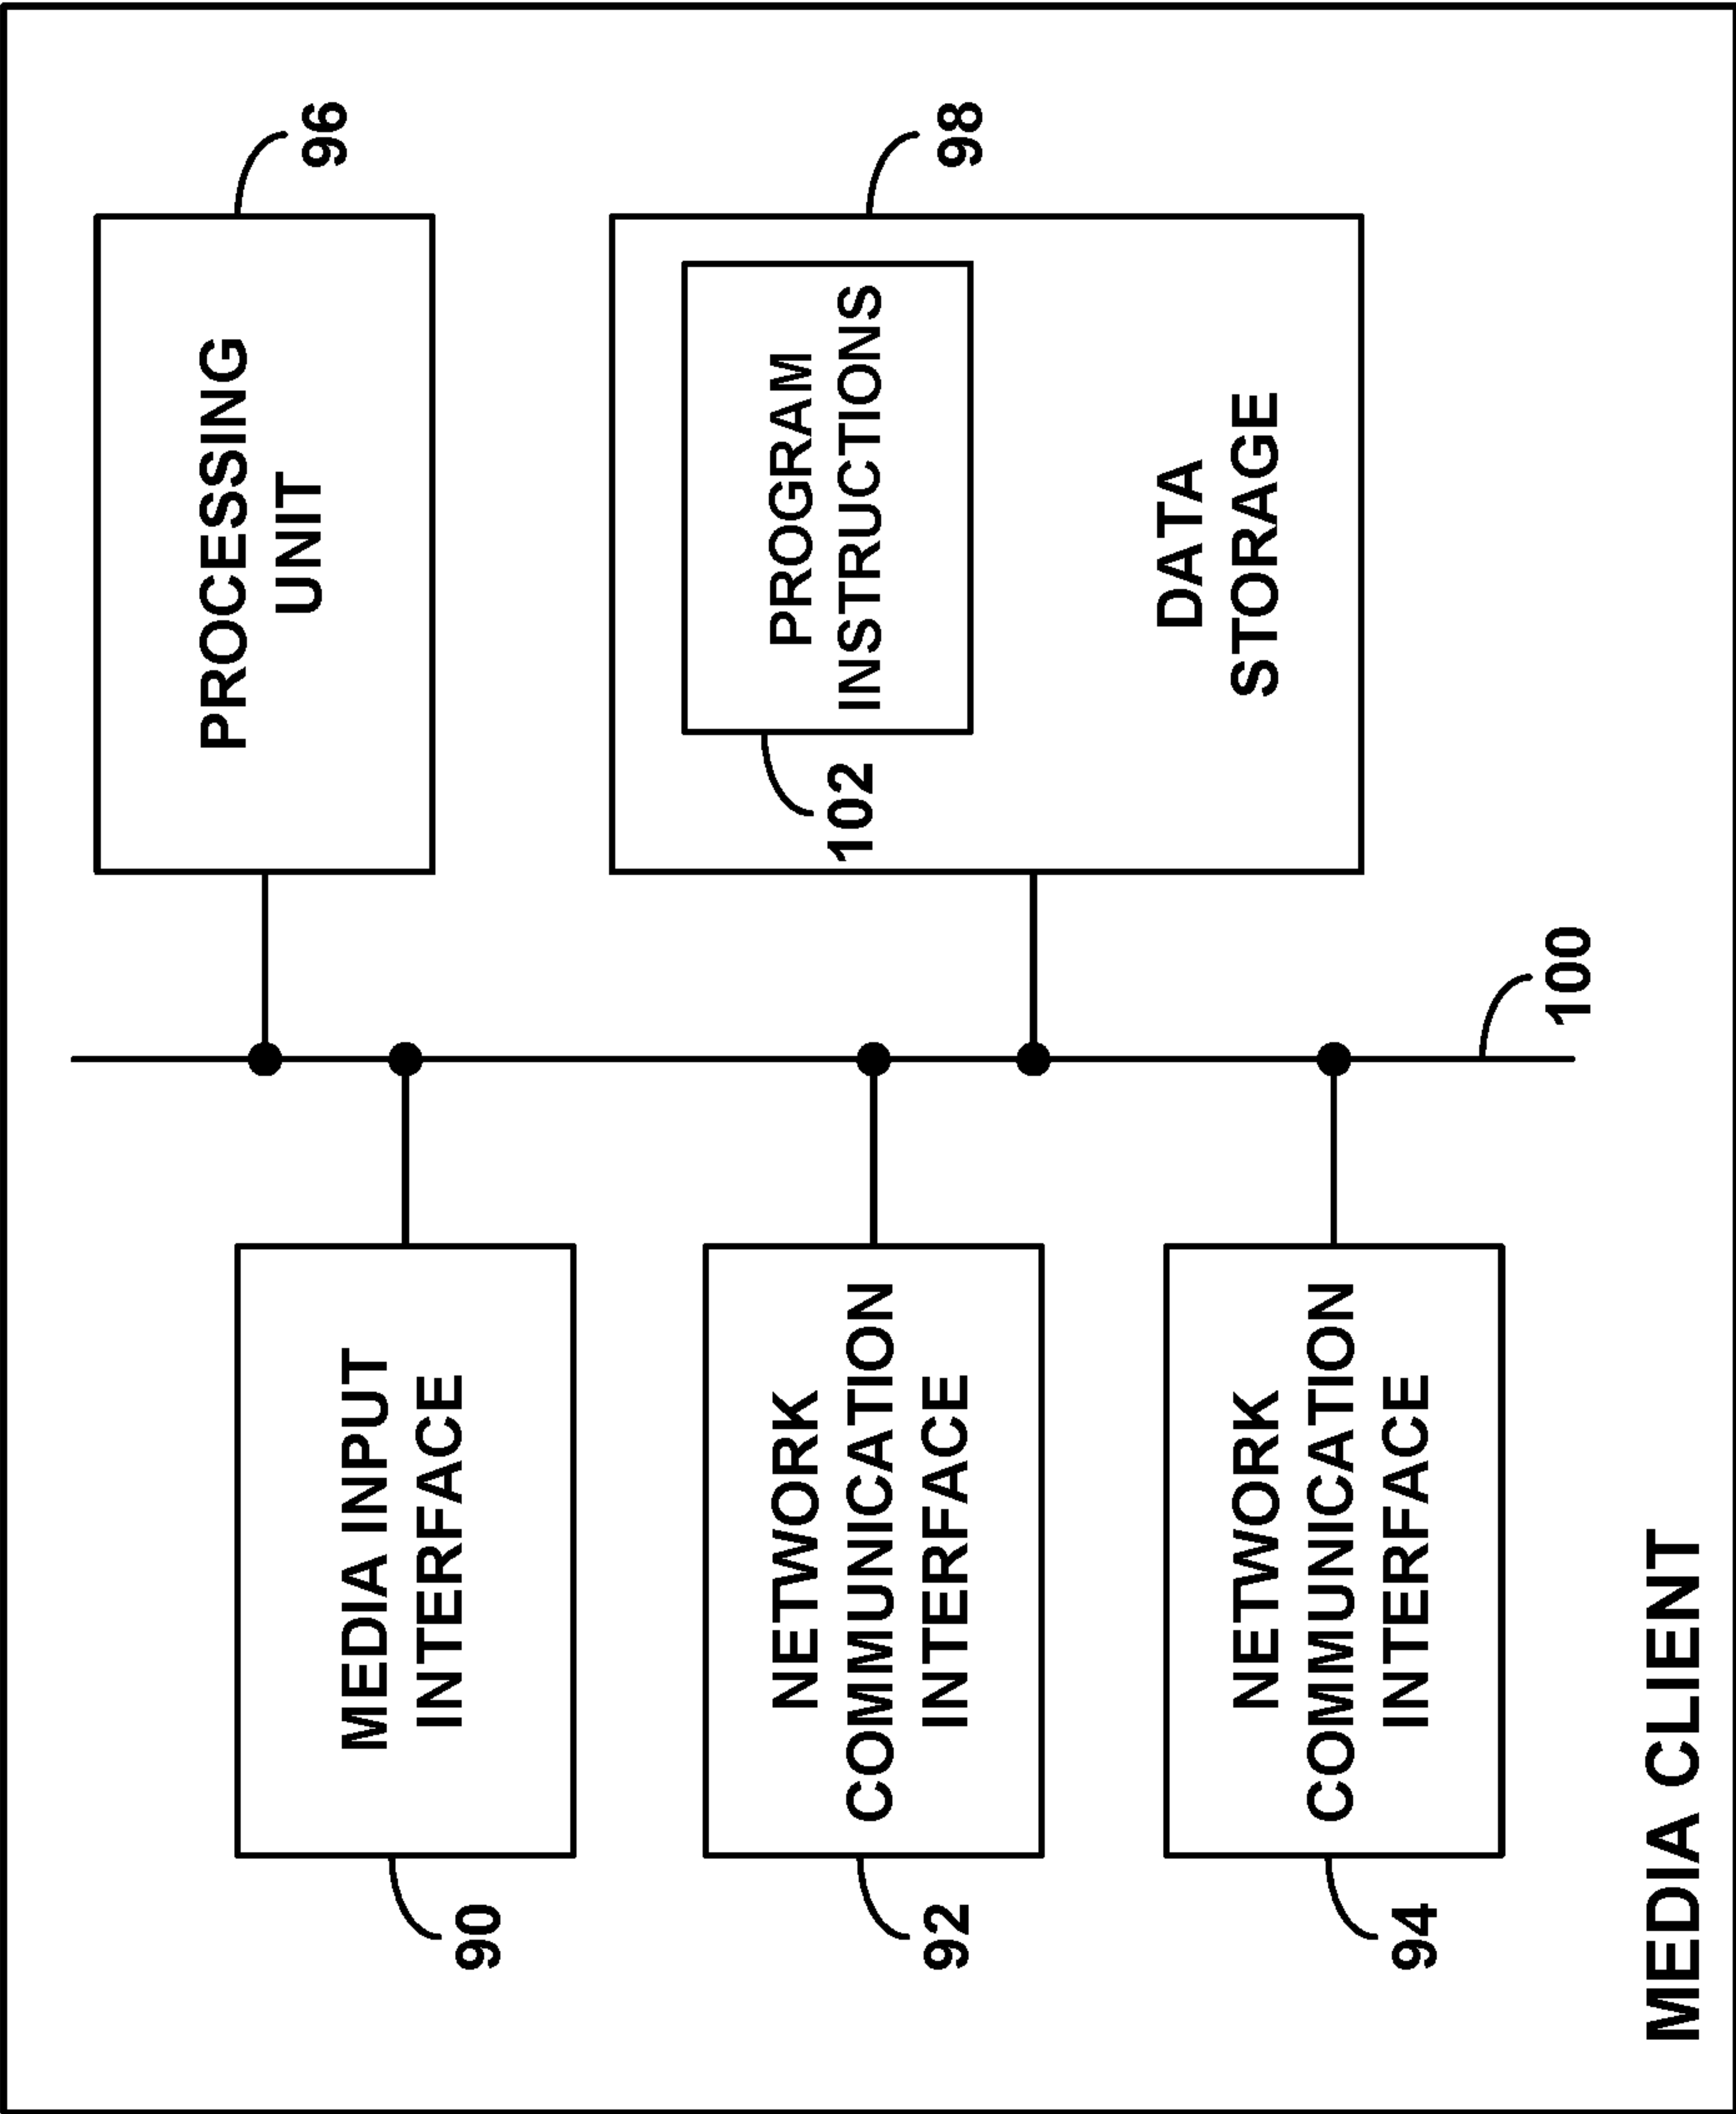 90
MEDIA INPUT
INTERFACE
PROCESSING
UNIT
96
92
NETWORK
COMMUNICATION
INTERFACE
102
PROGRAM
INSTRUCTIONS
98
DATA
STORAGE
94
NETWORK
COMMUNICATION
INTERFACE
100
MEDIA CLIENT